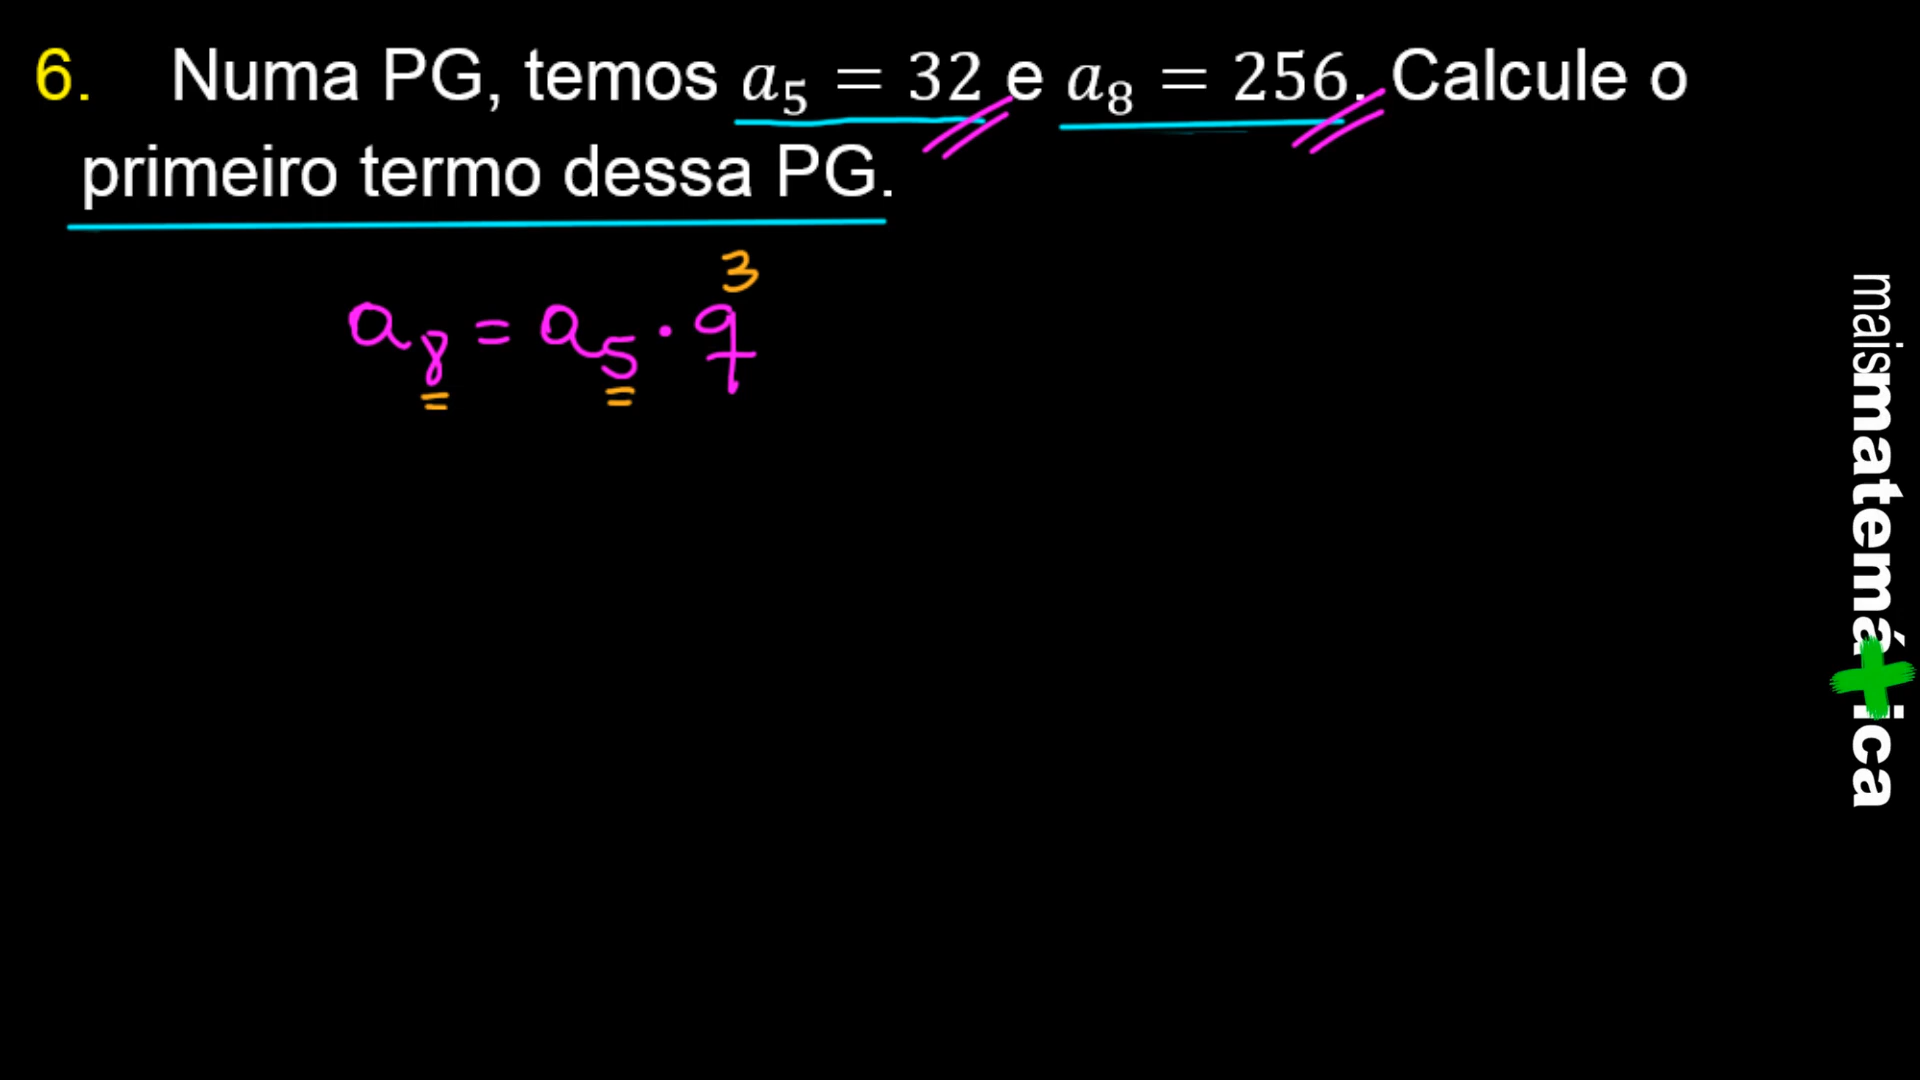 6. Numa PG, temos a₅ = 32 e a₈ = 256. Calcule o
primeiro termo dessa PG.
a₈ = a₅ · q³
maismatemática